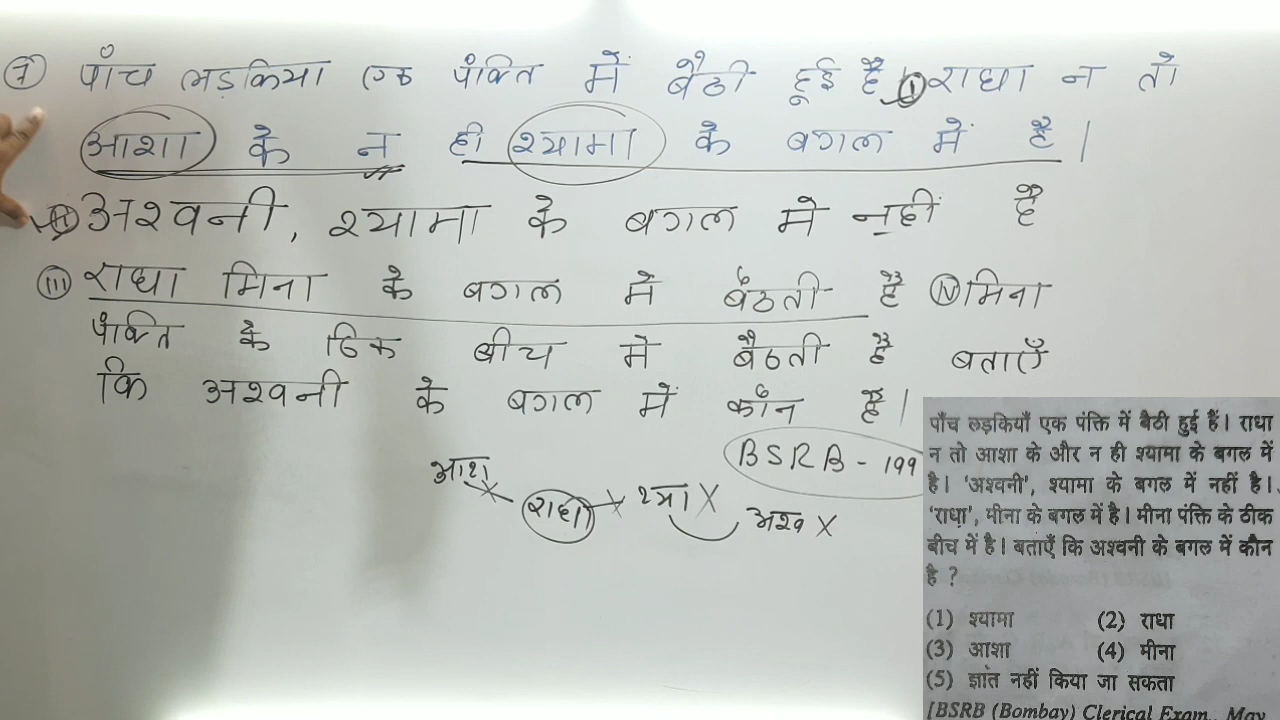 7 पाँच लड़किया एक पंक्ति में बैठी हुई है। I राधा न तो
आशा के न ही श्यामा के बगल में है।
II अश्वनी, श्यामा के बगल मे नहीं है
III राधा मिना के बगल में बैठती है IV मिना
पंक्ति के ठिक बीच में बैठती है बताएँ
कि अश्वनी के बगल में कौन है।
BSRB - 199
आशा × राधा × श्या × अश्व ×
पाँच लड़कियाँ एक पंक्ति में बैठी हुई हैं। राधा
न तो आशा के और न ही श्यामा के बगल में
है। 'अश्वनी', श्यामा के बगल में नहीं है।
'राधा', मीना के बगल में है। मीना पंक्ति के ठीक
बीच में है। बताएँ कि अश्वनी के बगल में कौन
है ?
(1) श्यामा (2) राधा
(3) आशा (4) मीना
(5) ज्ञात नहीं किया जा सकता
[BSRB (Bombay) Clerical Exam., May